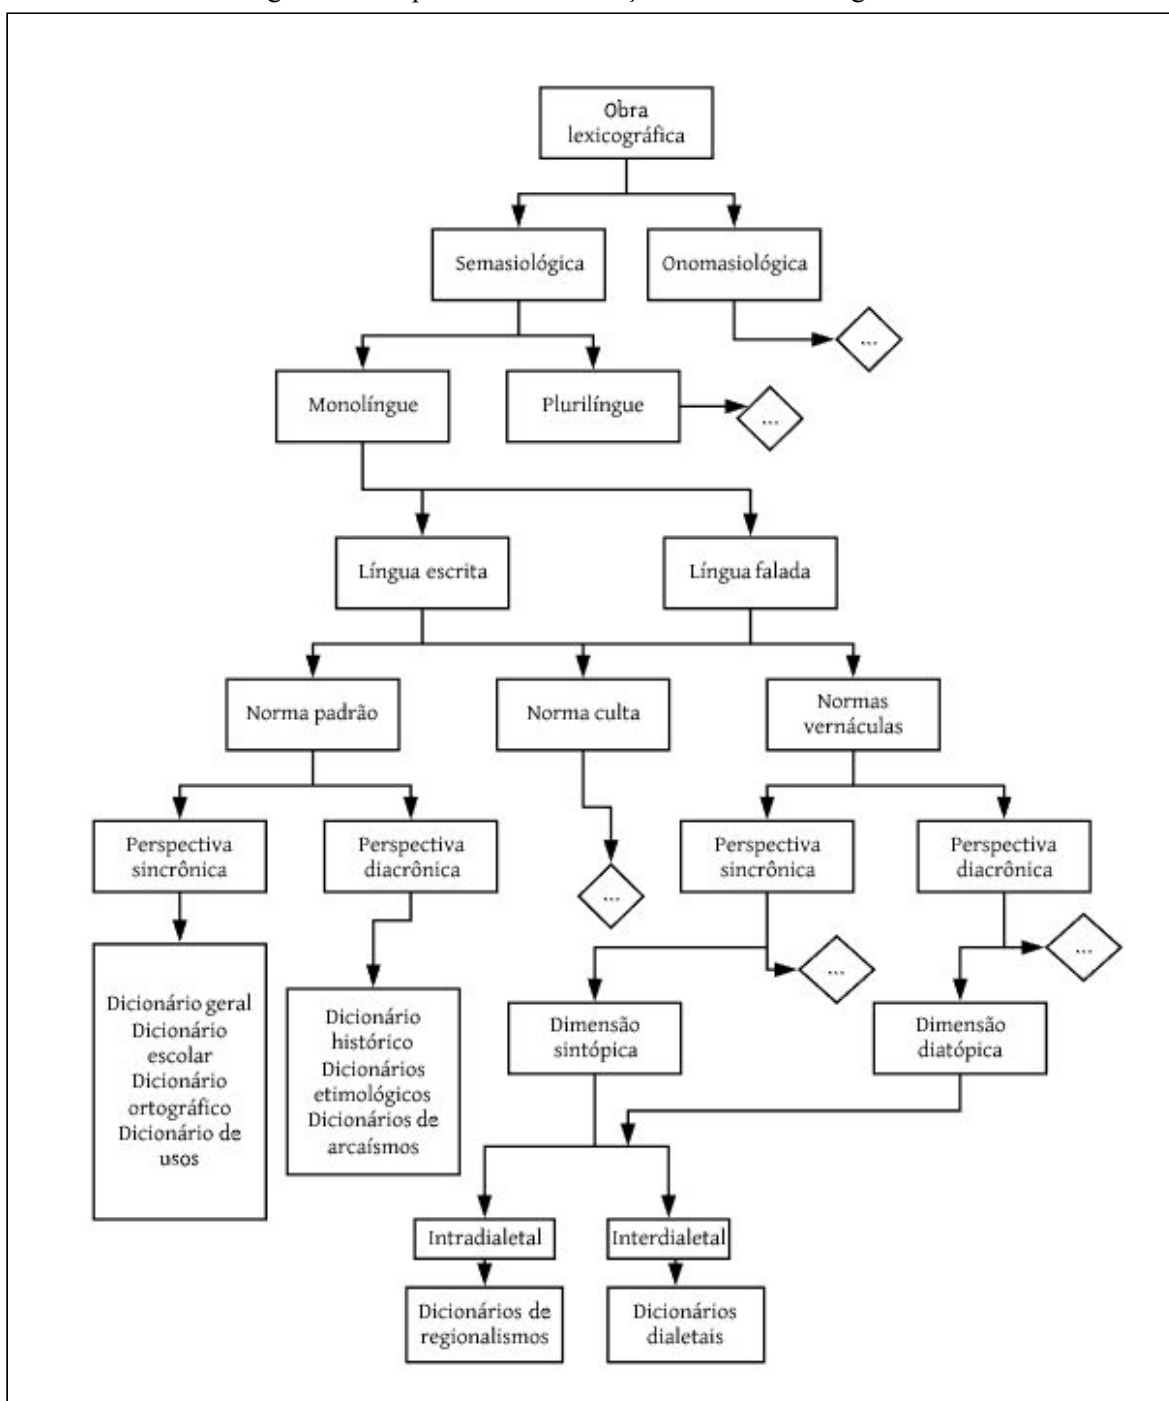 Obra
lexicográfica
Semasiológica
Onomasiológica
...
Monolíngue
Plurilíngue
...
Língua escrita
Língua falada
Norma padrão
Norma culta
Normas
vernáculas
Perspectiva
sincrônica
Perspectiva
diacrônica
...
Perspectiva
sincrônica
Perspectiva
diacrônica
...
...
Dicionário geral
Dicionário
escolar
Dicionário
ortográfico
Dicionário de
usos
Dicionário
histórico
Dicionários
etimológicos
Dicionários de
arcaísmos
Dimensão
sintópica
Dimensão
diatópica
Intradialetal
Interdialetal
Dicionários de
regionalismos
Dicionários
dialetais